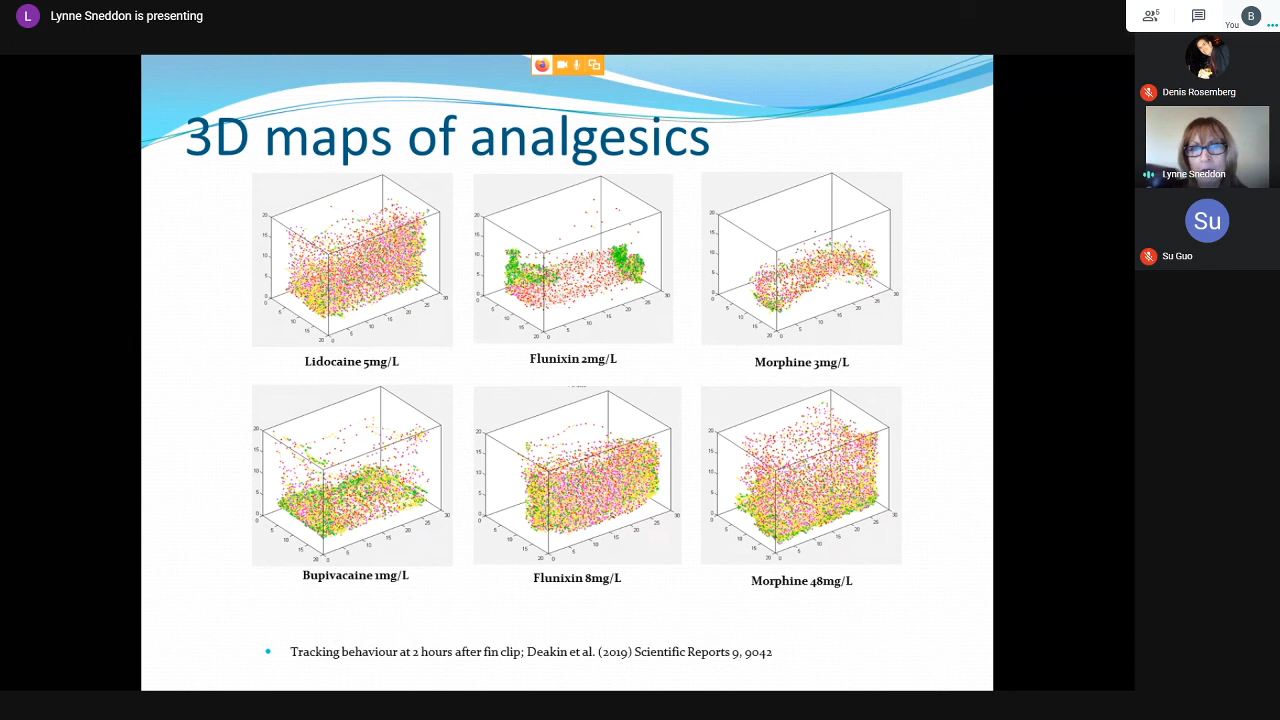 L Lynne Sneddon is presenting
5
You B
3D maps of analgesics
Denis Rosemberg
Lynne Sneddon
Su
Su Guo
Lidocaine 5mg/L
Flunixin 2mg/L
Morphine 3mg/L
Bupivacaine 1mg/L
Flunixin 8mg/L
Morphine 48mg/L
• Tracking behaviour at 2 hours after fin clip; Deakin et al. (2019) Scientific Reports 9, 9042